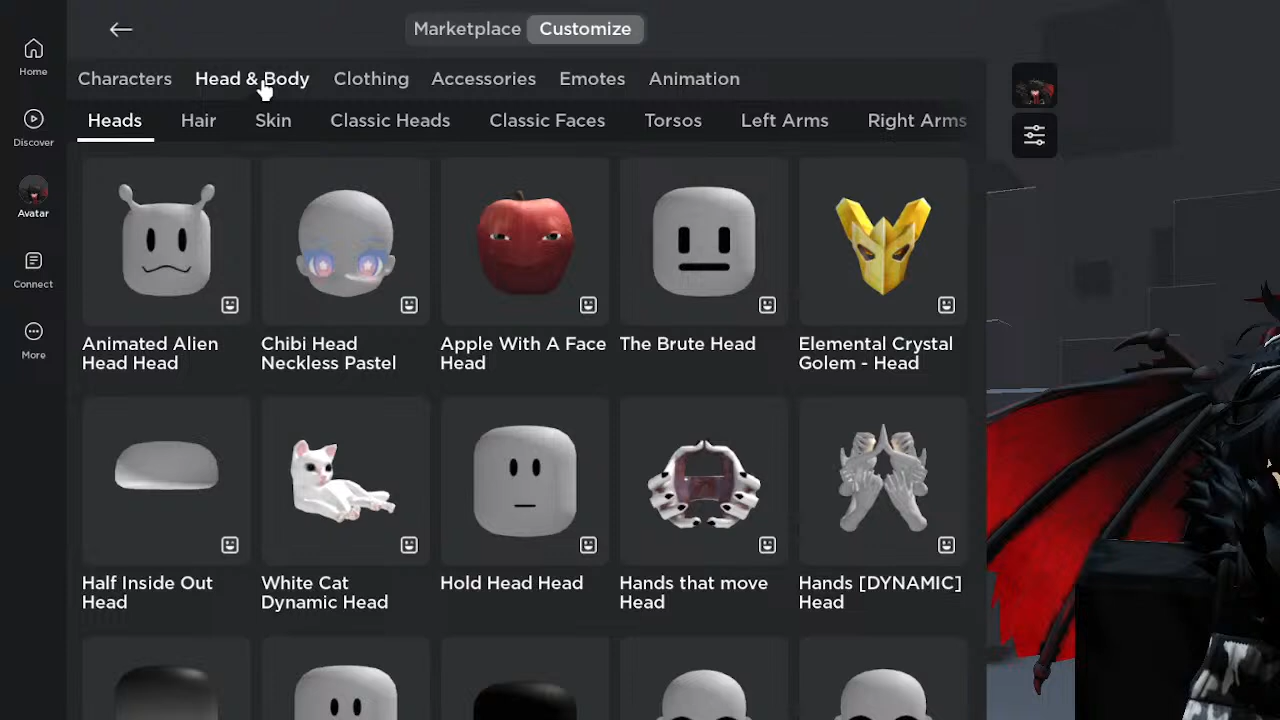 Marketplace Customize
Home
Characters Head & Body Clothing Accessories Emotes Animation
Heads Hair Skin Classic Heads Classic Faces Torsos Left Arms Right Arms
Discover
Avatar
Connect
More
Animated Alien
Head Head
Chibi Head
Neckless Pastel
Apple With A Face
Head
The Brute Head
Elemental Crystal
Golem - Head
Half Inside Out
Head
White Cat
Dynamic Head
Hold Head Head
Hands that move
Head
Hands [DYNAMIC]
Head